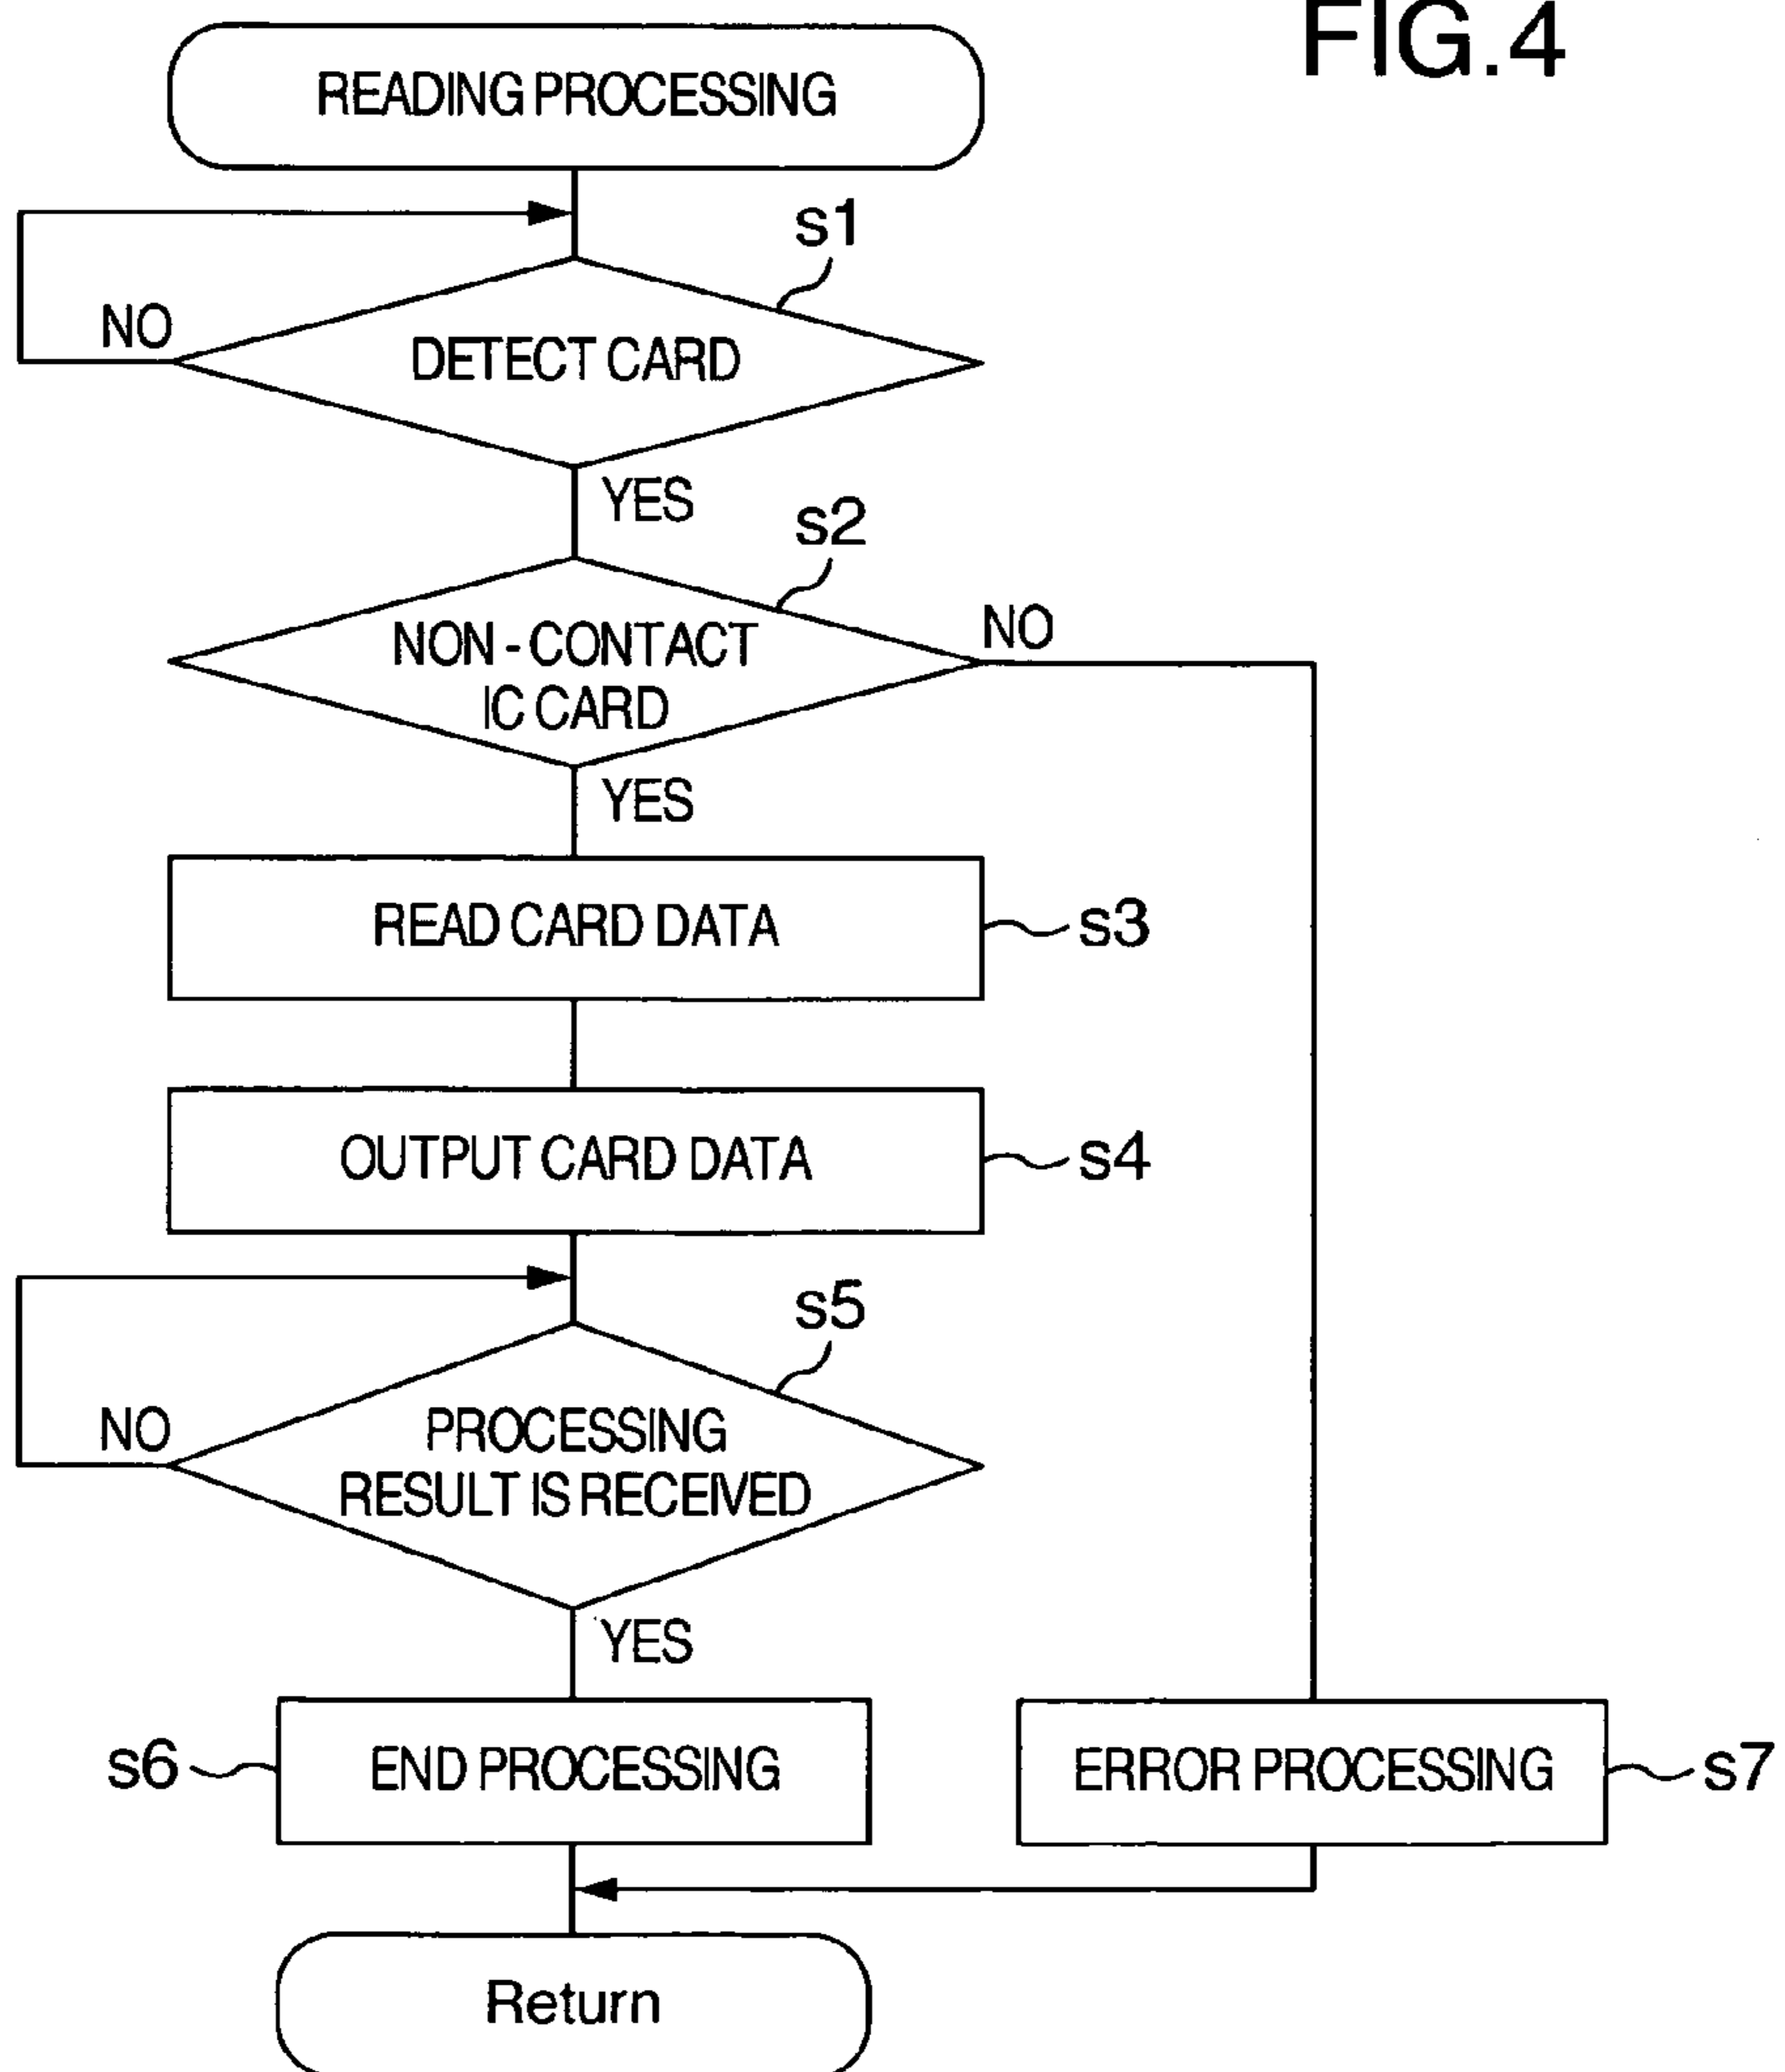 FIG.4
READING PROCESSING
s1
NO
DETECT CARD
YES
s2
NO
NON-CONTACT
IC CARD
YES
READ CARD DATA
s3
OUTPUT CARD DATA
s4
s5
NO
PROCESSING
RESULT IS RECEIVED
YES
s6
END PROCESSING
ERROR PROCESSING
s7
Return